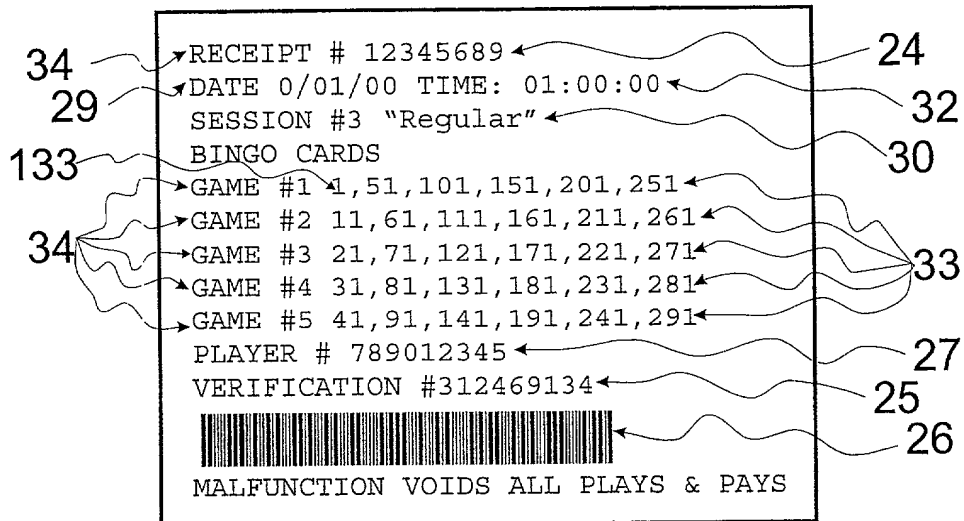 34 RECEIPT # 12345689 24
29 DATE 0/01/00 TIME: 01:00:00 32
SESSION #3 “Regular” 30
133 BINGO CARDS
GAME #1 1,51,101,151,201,251
GAME #2 11,61,111,161,211,261
34 GAME #3 21,71,121,171,221,271 33
GAME #4 31,81,131,181,231,281
GAME #5 41,91,141,191,241,291
PLAYER # 789012345 27
VERIFICATION #312469134 25
26
MALFUNCTION VOIDS ALL PLAYS & PAYS